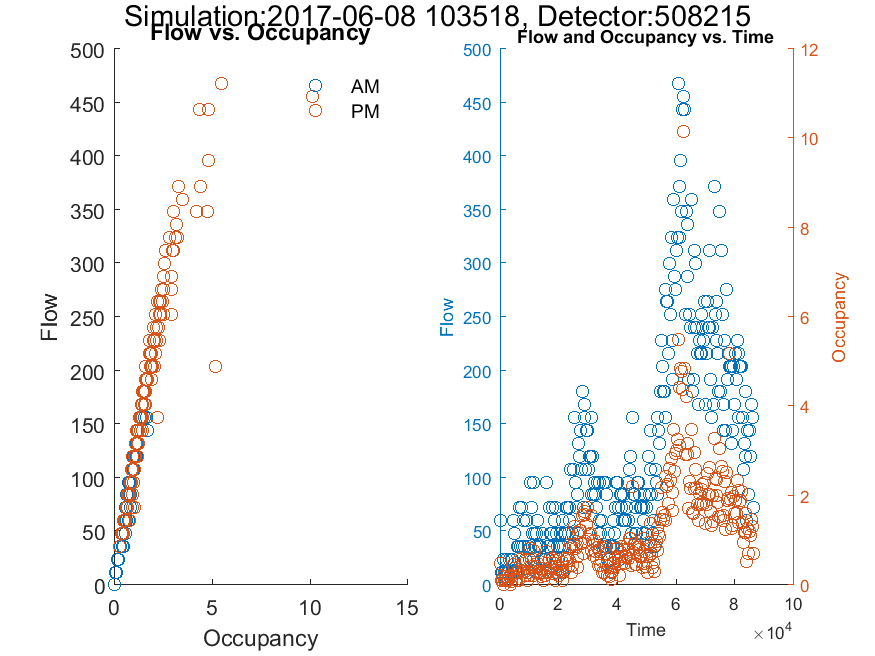 Simulation:2017-06-08 103518, Detector:508215
Flow vs. Occupancy
500
450
400
350
300
250
200
150
100
50
0
Flow
0 5 10 15
Occupancy
AM
PM
Flow and Occupancy vs. Time
500
450
400
350
300
250
200
150
100
50
0
Flow
12
10
8
6
4
2
0
Occupancy
0 2 4 6 8 10
Time
×10⁴